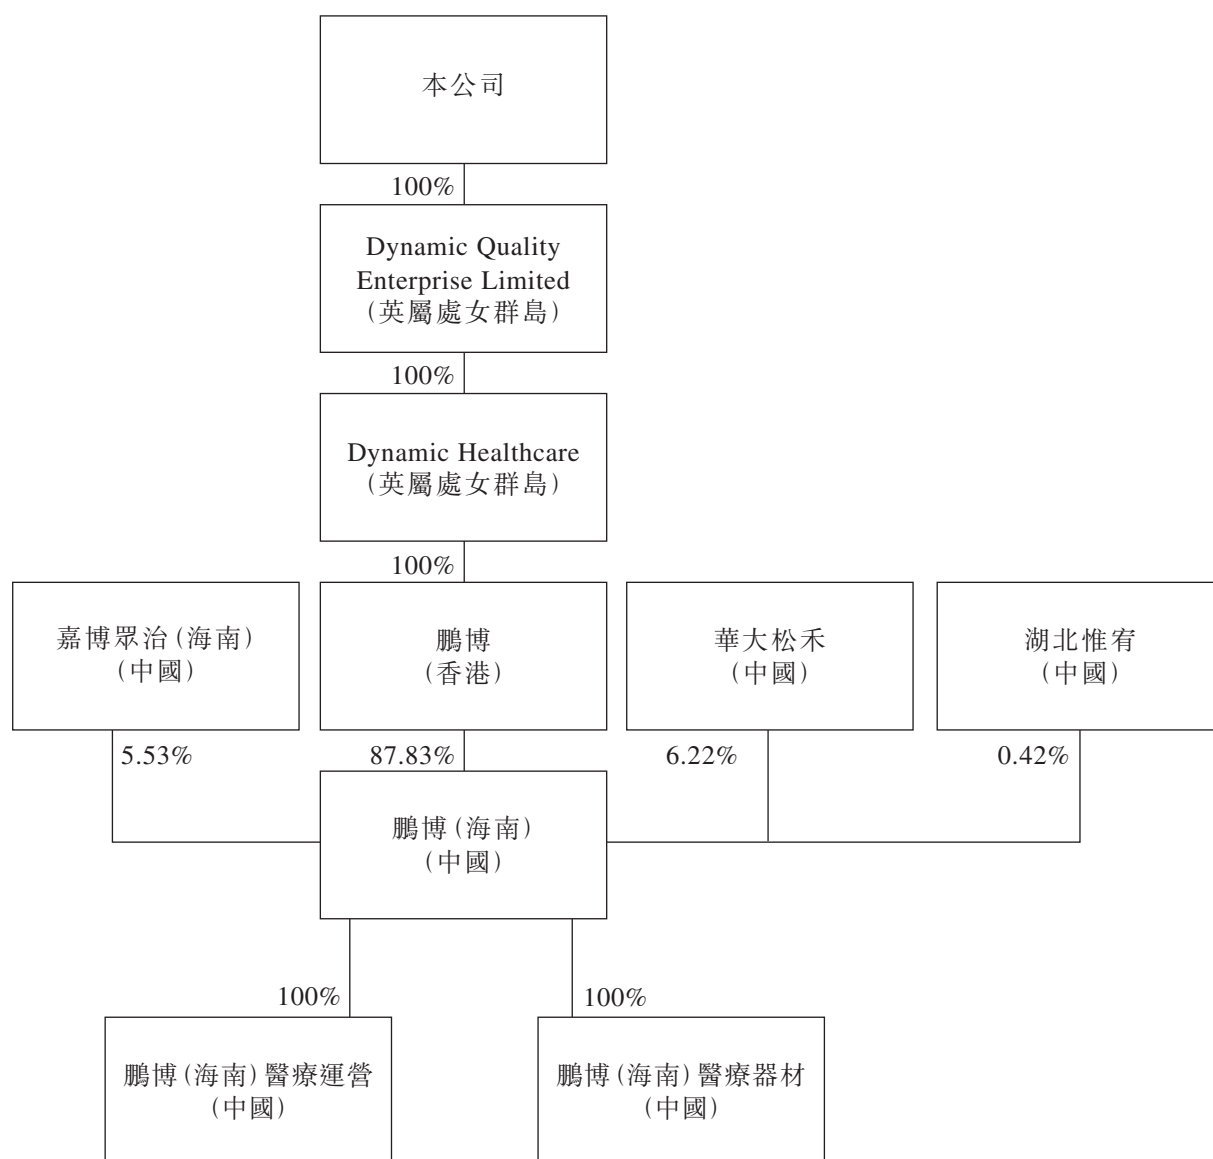 本公司
100%
Dynamic Quality
Enterprise Limited
(英屬處女群島)
100%
Dynamic Healthcare
(英屬處女群島)
100%
嘉博眾治(海南)
(中國)
鵬博
(香港)
華大松禾
(中國)
湖北惟宥
(中國)
5.53%
87.83%
6.22%
0.42%
鵬博(海南)
(中國)
100%
100%
鵬博(海南)醫療運營
(中國)
鵬博(海南)醫療器材
(中國)